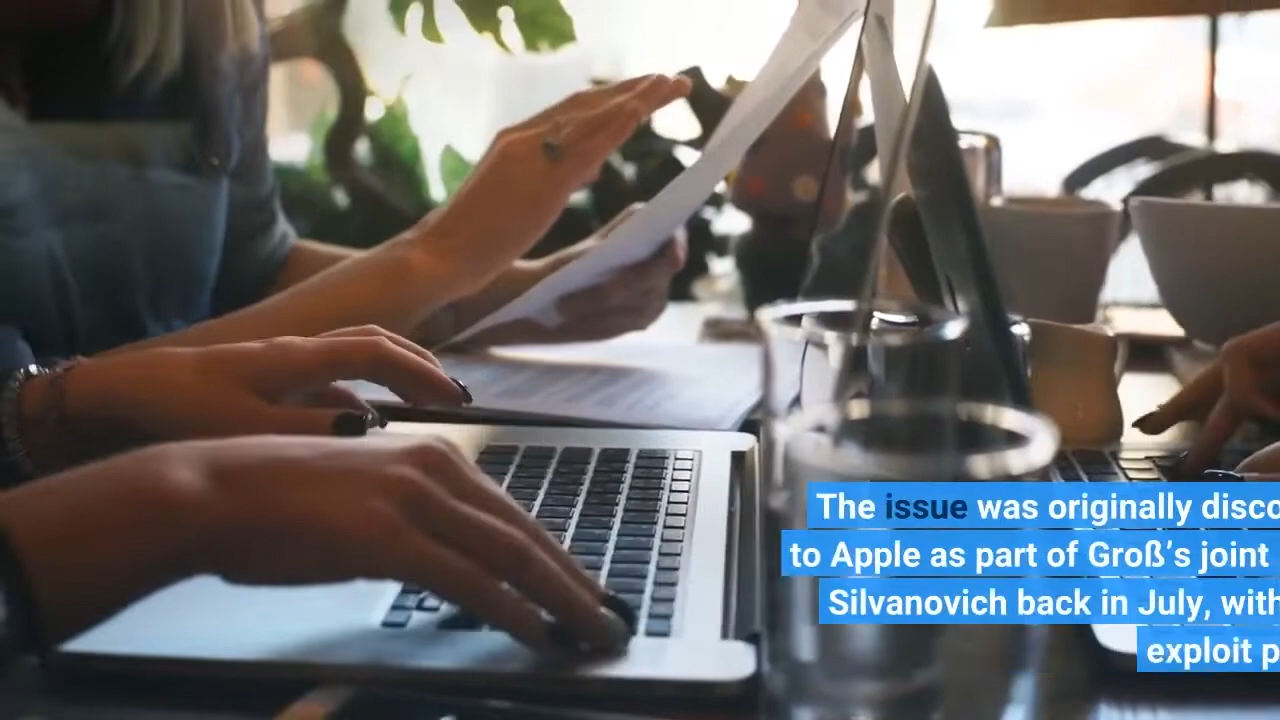 The issue was originally disco
to Apple as part of Groß’s joint
Silvanovich back in July, with
exploit p